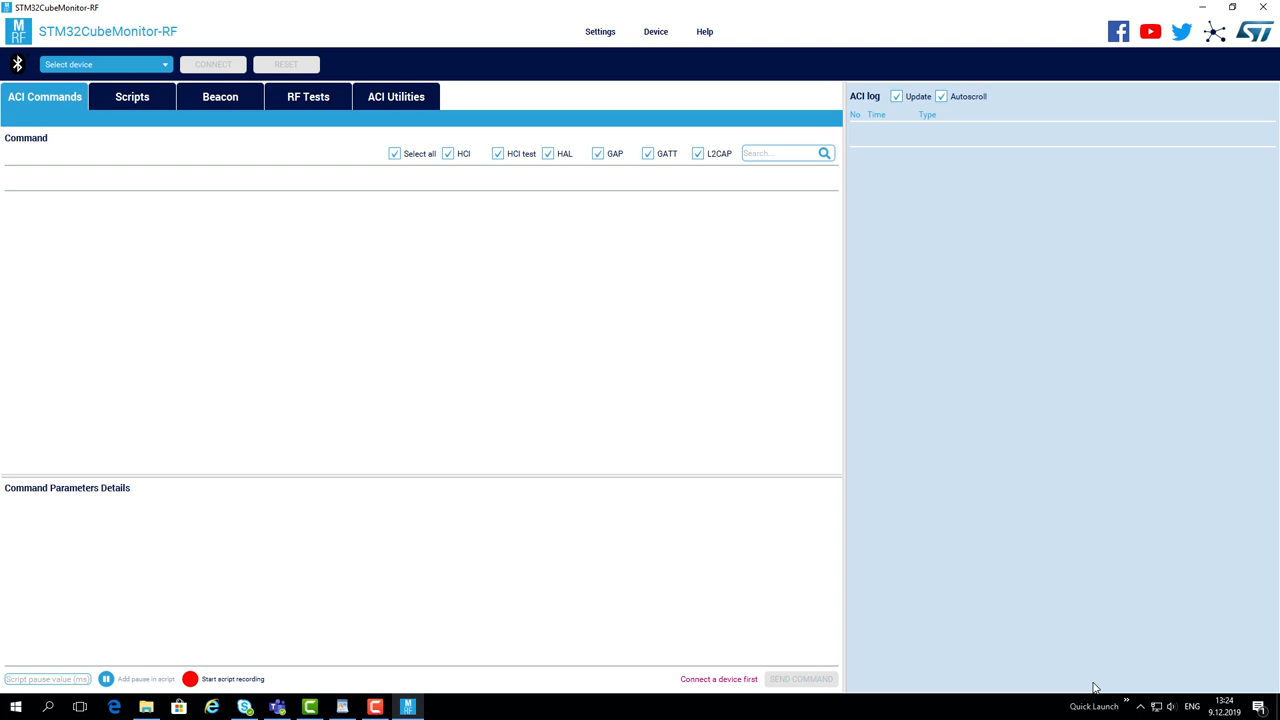 STM32CubeMonitor-RF
M
RF
STM32CubeMonitor-RF
Settings
Device
Help
Select device
CONNECT
RESET
ACI Commands
Scripts
Beacon
RF Tests
ACI Utilities
Command
Select all
HCI
HCI test
HAL
GAP
GATT
L2CAP
Search...
Command Parameters Details
Script pause value (ms)
Add pause in script
Start script recording
Connect a device first
SEND COMMAND
ACI log
Update
Autoscroll
No Time Type
Quick Launch
ENG
13:24
9.12.2019